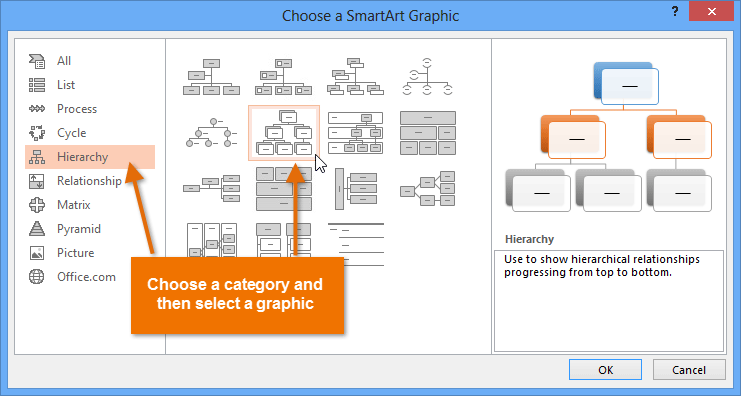 Choose a SmartArt Graphic
?
All
List
Process
Cycle
Hierarchy
Relationship
Matrix
Pyramid
Picture
Office.com
Choose a category and
then select a graphic
Hierarchy
Use to show hierarchical relationships
progressing from top to bottom.
OK
Cancel